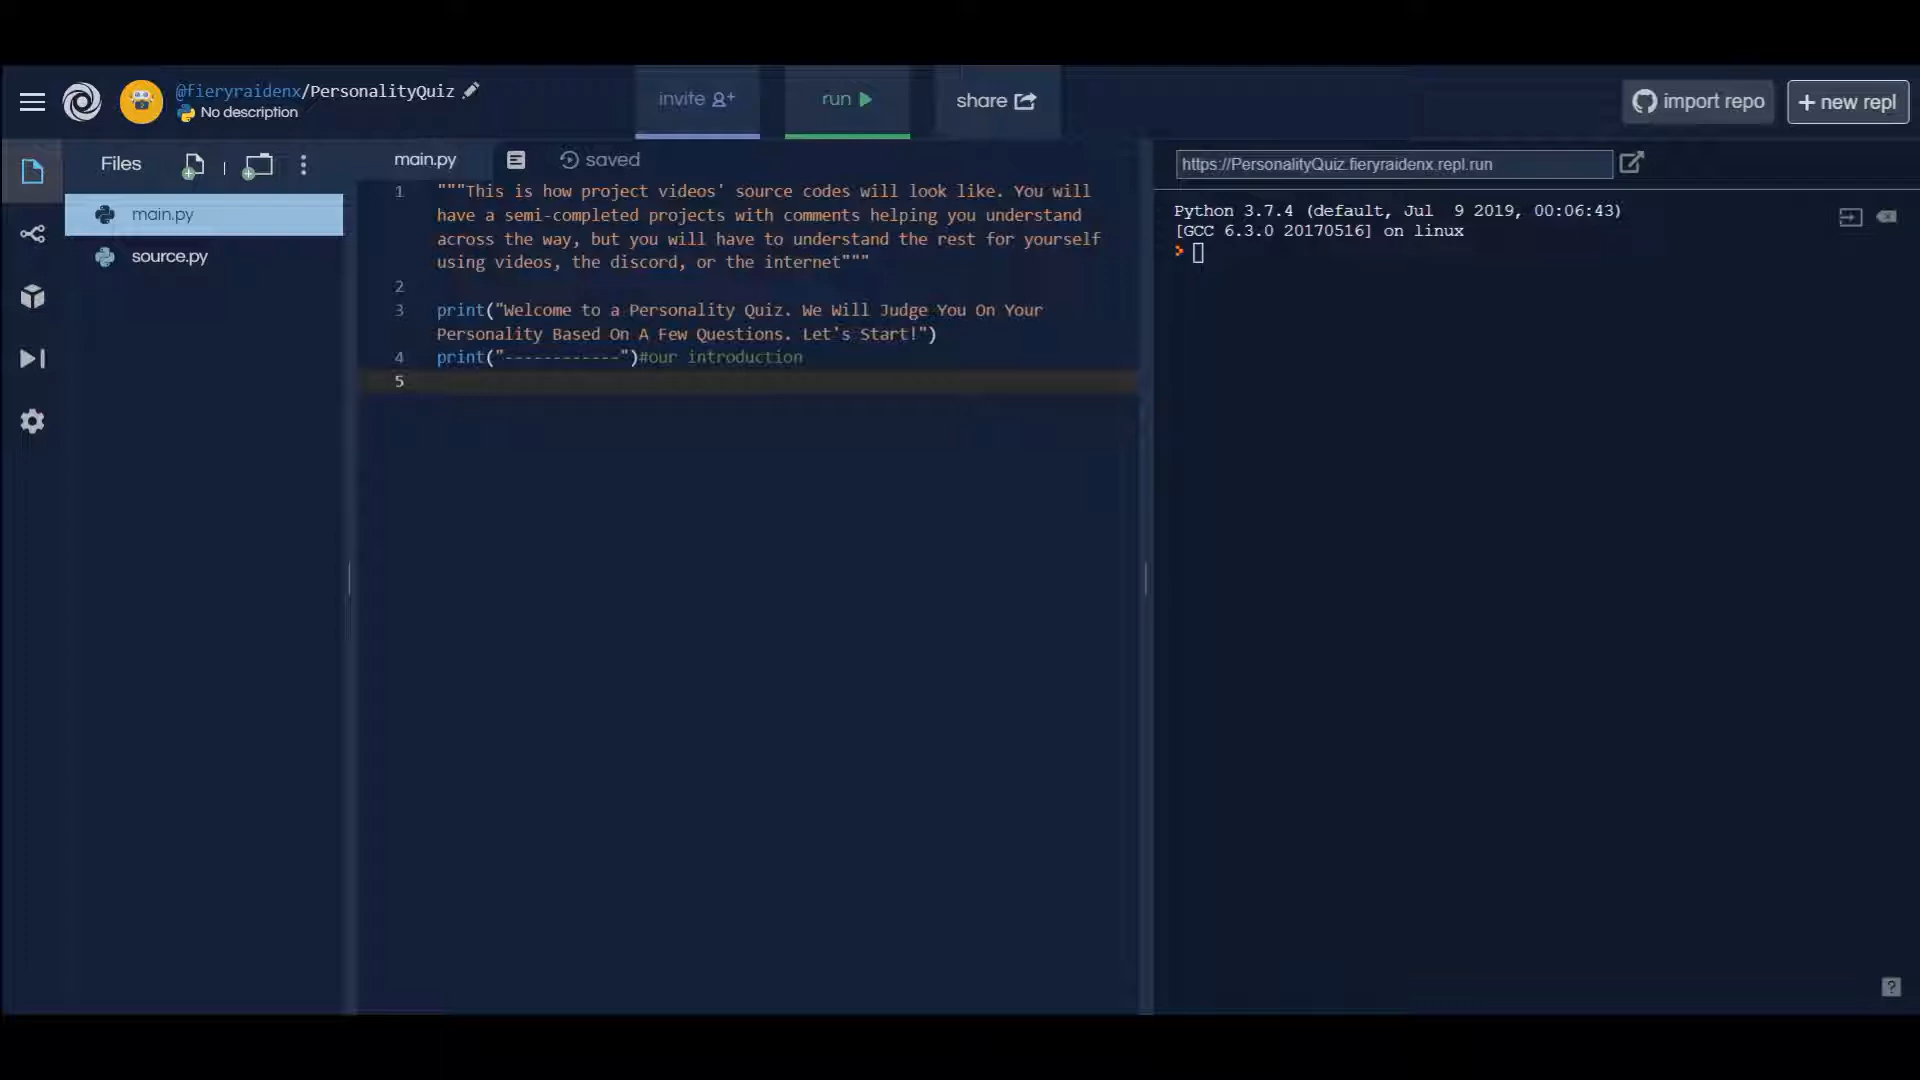 @fieryraidenx/PersonalityQuiz
No description
invite
run
share
import repo
+ new repl
Files
main.py
source.py
main.py
saved
1 """This is how project videos' source codes will look like. You will
have a semi-completed projects with comments helping you understand
across the way, but you will have to understand the rest for yourself
using videos, the discord, or the internet"""
2
3 print("Welcome to a Personality Quiz. We Will Judge You On Your
Personality Based On A Few Questions. Let's Start!")
4 print("------------")#our introduction
5
https://PersonalityQuiz.fieryraidenx.repl.run
Python 3.7.4 (default, Jul  9 2019, 00:06:43)
[GCC 6.3.0 20170516] on linux
>
?